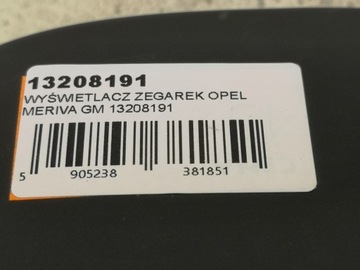 13208191
WYŚWIETLACZ ZEGAREK OPEL
MERIVA GM 13208191
5 905238 381851